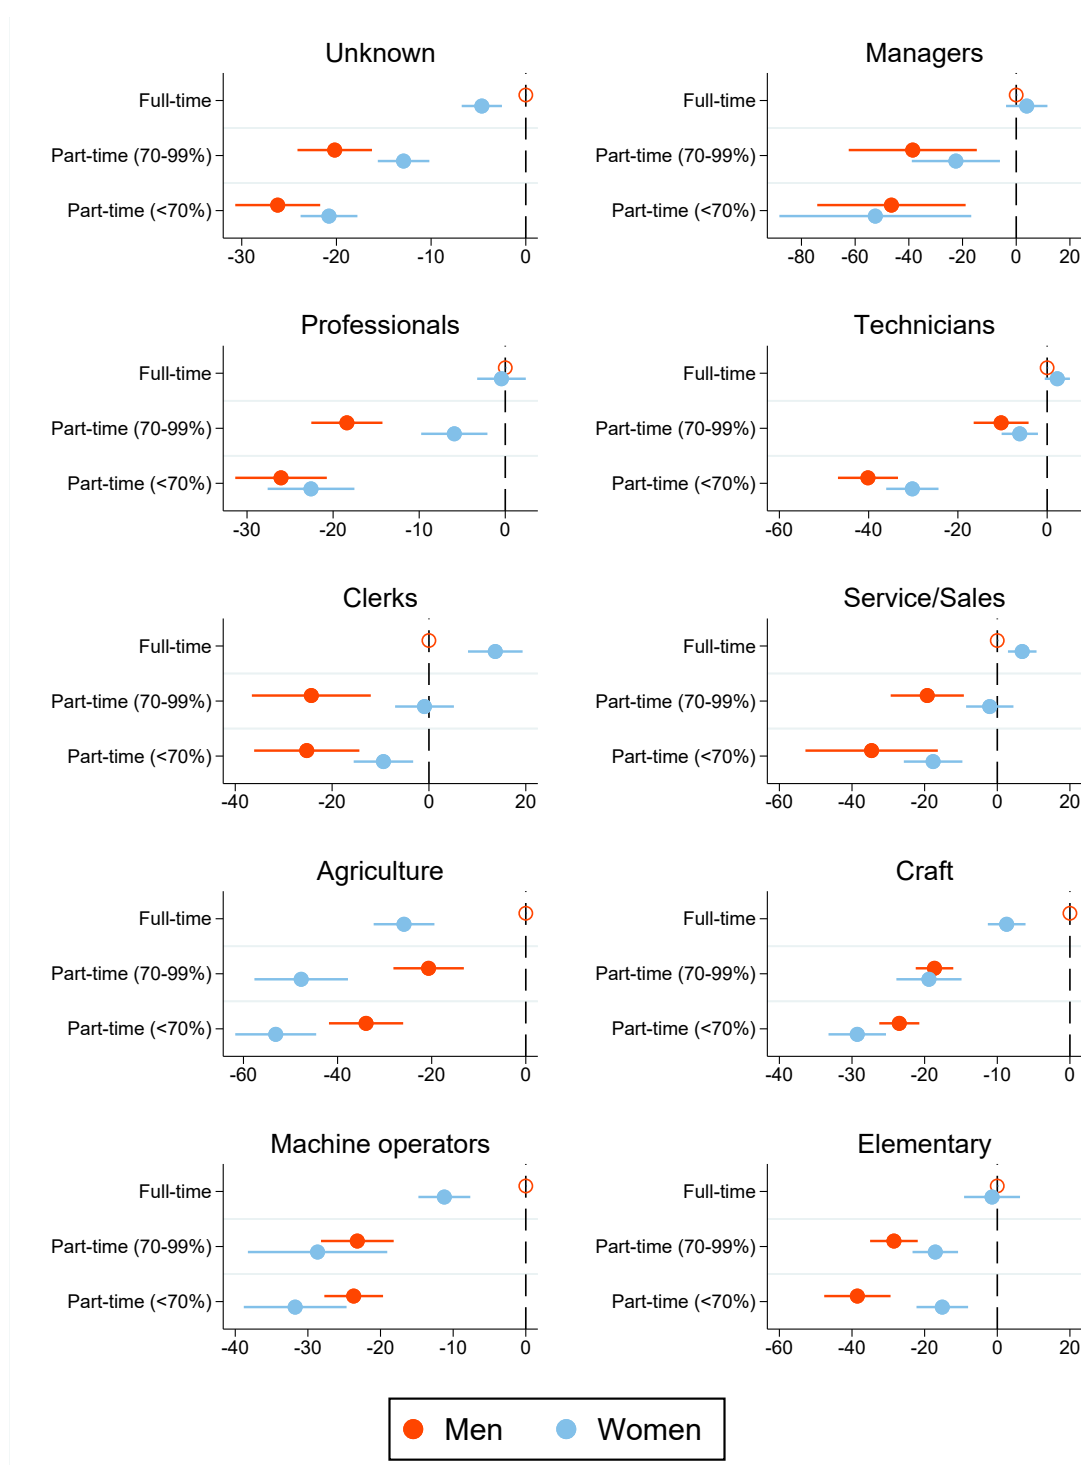 Unknown
Full-time
Part-time (70-99%)
Part-time (<70%)
-30 -20 -10 0
Managers
Full-time
Part-time (70-99%)
Part-time (<70%)
-80 -60 -40 -20 0 20
Professionals
Full-time
Part-time (70-99%)
Part-time (<70%)
-30 -20 -10 0
Technicians
Full-time
Part-time (70-99%)
Part-time (<70%)
-60 -40 -20 0
Clerks
Full-time
Part-time (70-99%)
Part-time (<70%)
-40 -20 0 20
Service/Sales
Full-time
Part-time (70-99%)
Part-time (<70%)
-60 -40 -20 0 20
Agriculture
Full-time
Part-time (70-99%)
Part-time (<70%)
-60 -40 -20 0
Craft
Full-time
Part-time (70-99%)
Part-time (<70%)
-40 -30 -20 -10 0
Machine operators
Full-time
Part-time (70-99%)
Part-time (<70%)
-40 -30 -20 -10 0
Elementary
Full-time
Part-time (70-99%)
Part-time (<70%)
-60 -40 -20 0 20
Men Women